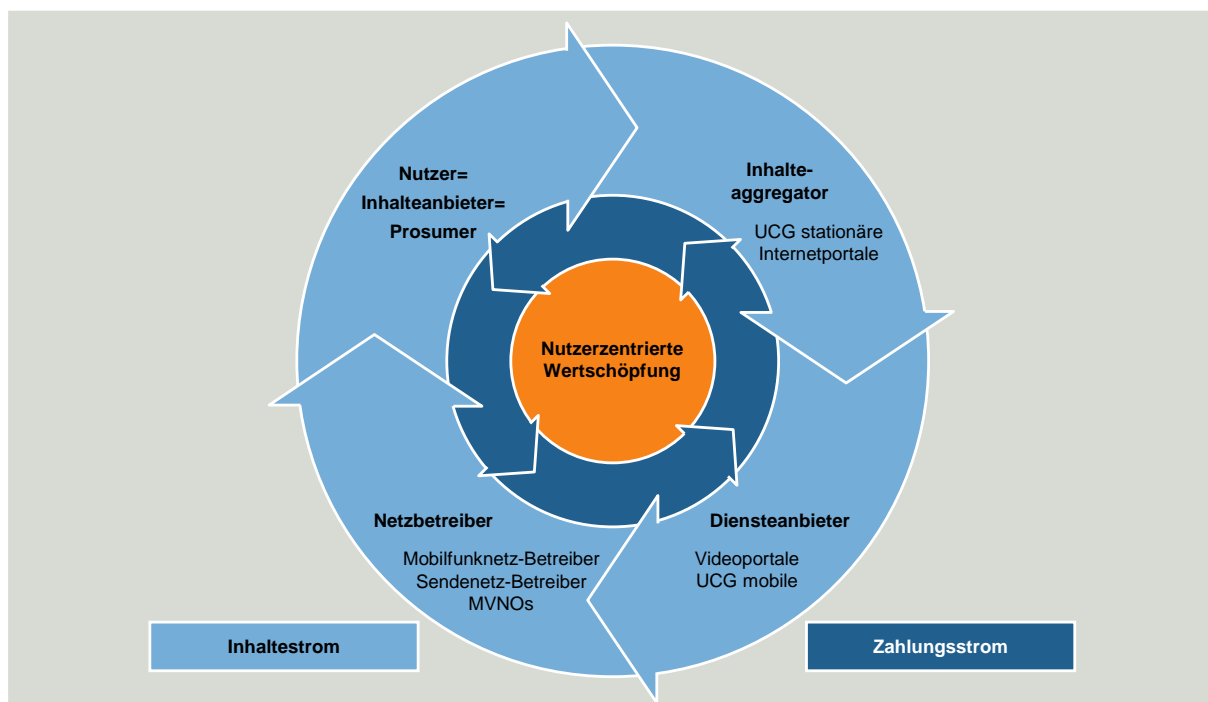 Nutzer=
Inhalteanbieter=
Prosumer
Inhalte-
aggregator
UCG stationäre
Internetportale
Nutzerzentrierte
Wertschöpfung
Netzbetreiber
Mobilfunknetz-Betreiber
Sendenetz-Betreiber
MVNOs
Diensteanbieter
Videoportale
UCG mobile
Inhaltestrom
Zahlungsstrom